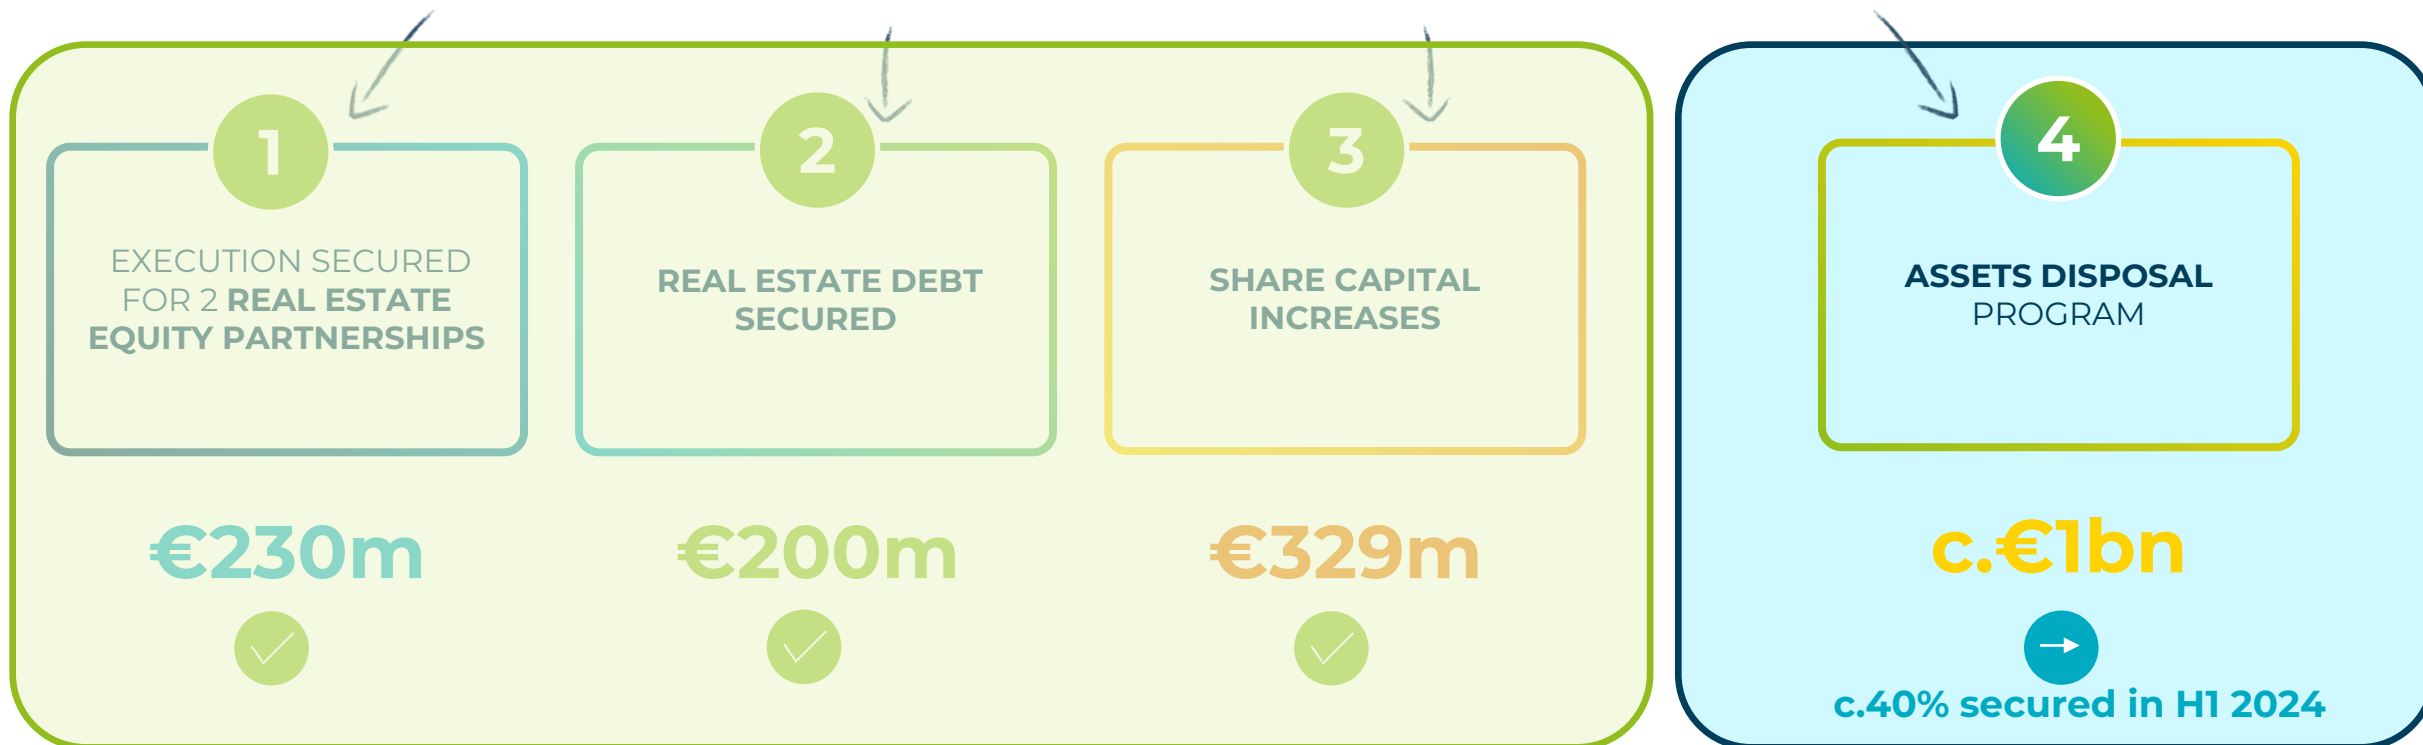 1
EXECUTION SECURED
FOR 2 REAL ESTATE
EQUITY PARTNERSHIPS
€230m
2
REAL ESTATE DEBT
SECURED
€200m
3
SHARE CAPITAL
INCREASES
€329m
4
ASSETS DISPOSAL
PROGRAM
c.€1bn
c.40% secured in H1 2024